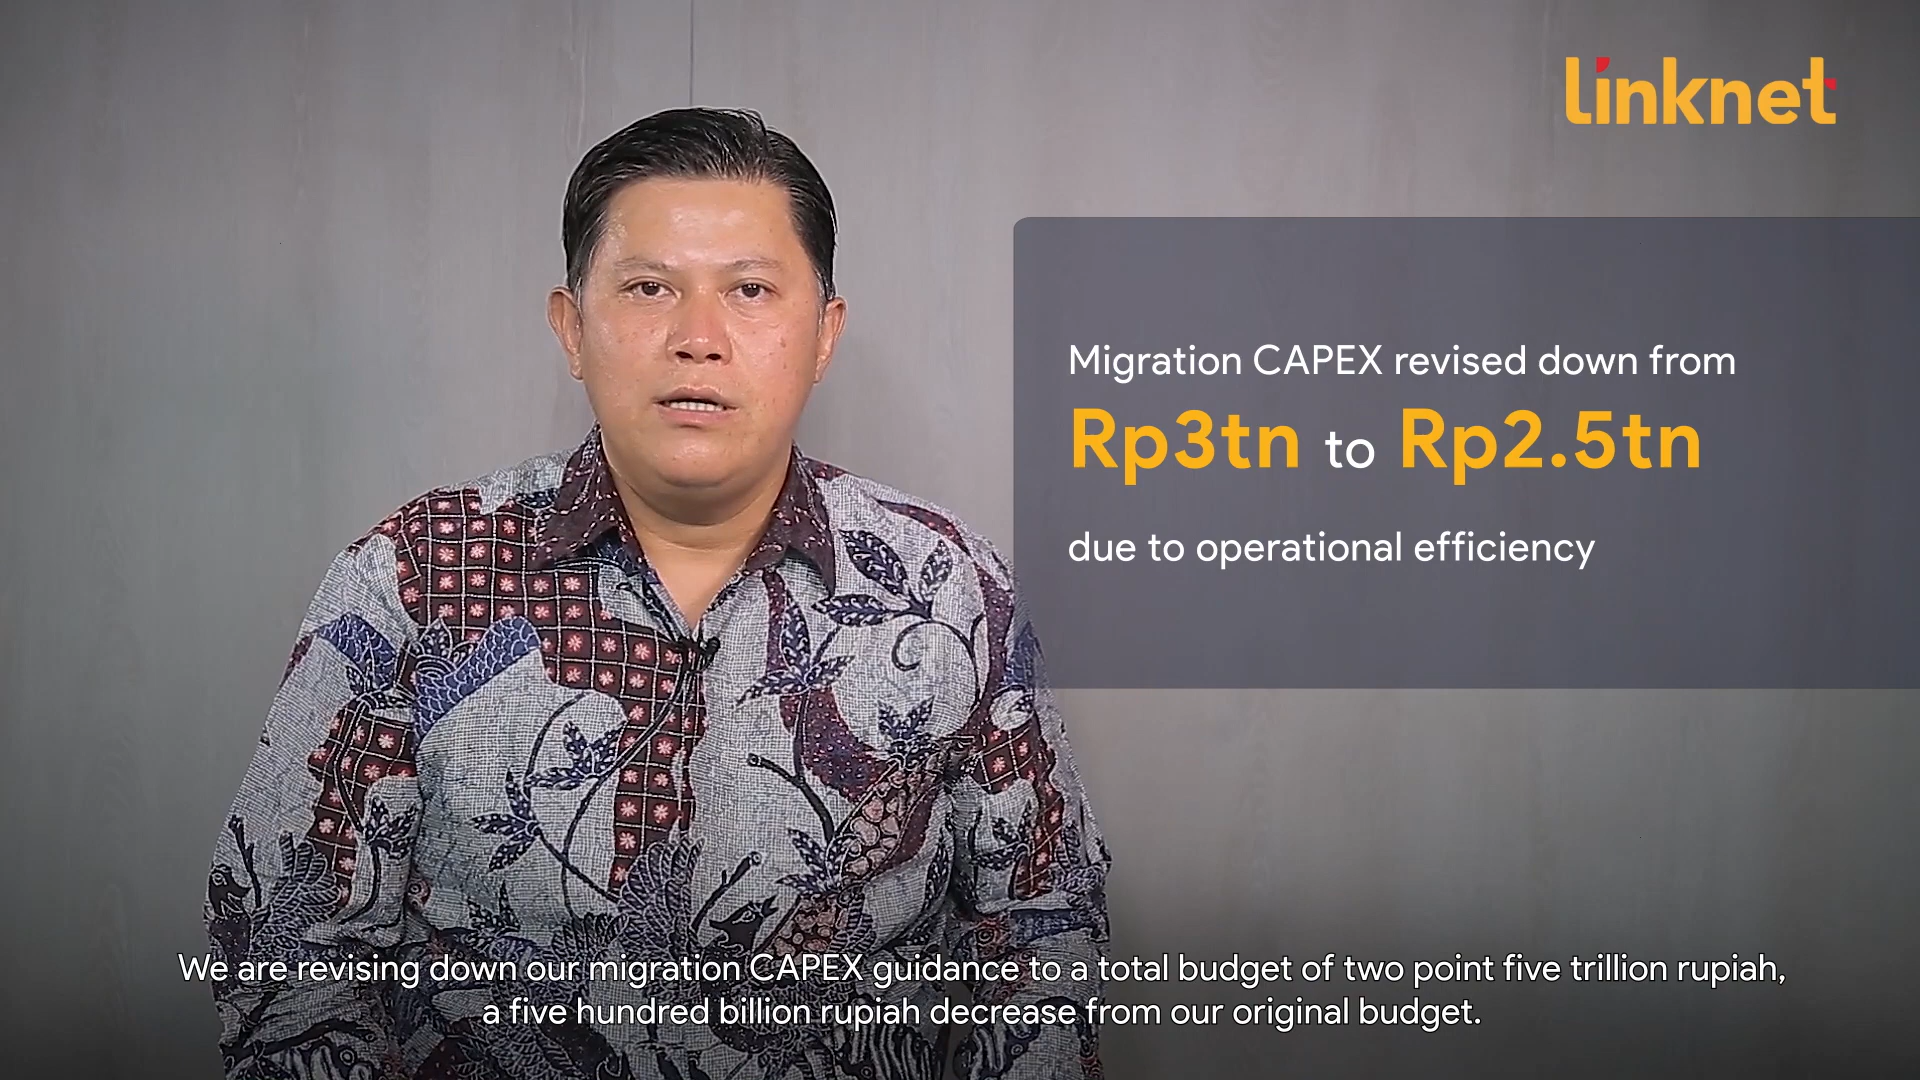 linknet
Migration CAPEX revised down from
Rp3tn to Rp2.5tn
due to operational efficiency
We are revising down our migration CAPEX guidance to a total budget of two point five trillion rupiah,
a five hundred billion rupiah decrease from our original budget.